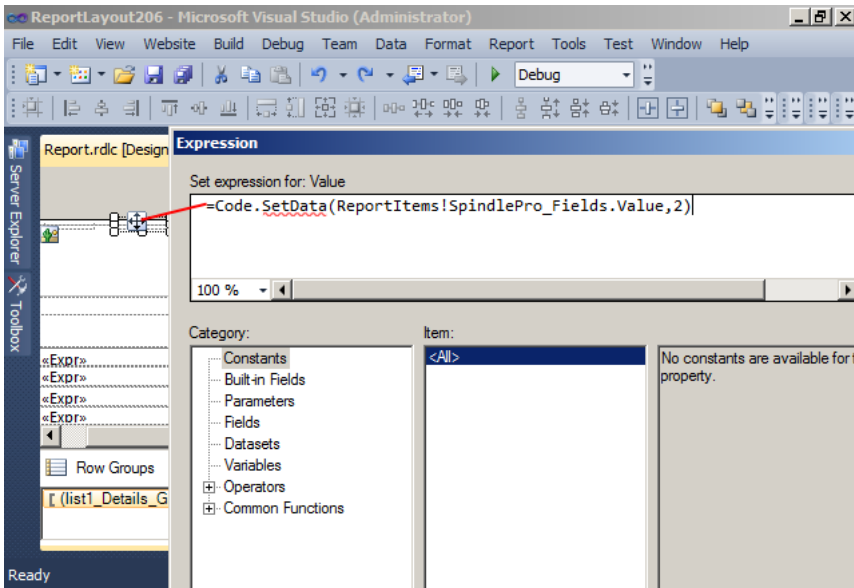 ReportLayout206 - Microsoft Visual Studio (Administrator)
File Edit View Website Build Debug Team Data Format Report Tools Test Window Help
Debug
Report.rdlc [Design
Expression
Server Explorer
Toolbox
Set expression for: Value
=Code.SetData(ReportItems!SpindlePro_Fields.Value,2)
100 %
Category:
Item:
Constants
Built-in Fields
Parameters
Fields
Datasets
Variables
Operators
Common Functions
<All>
No constants are available for
property.
«Expr»
«Expr»
«Expr»
«Expr»
Row Groups
(list1_Details_G
Ready